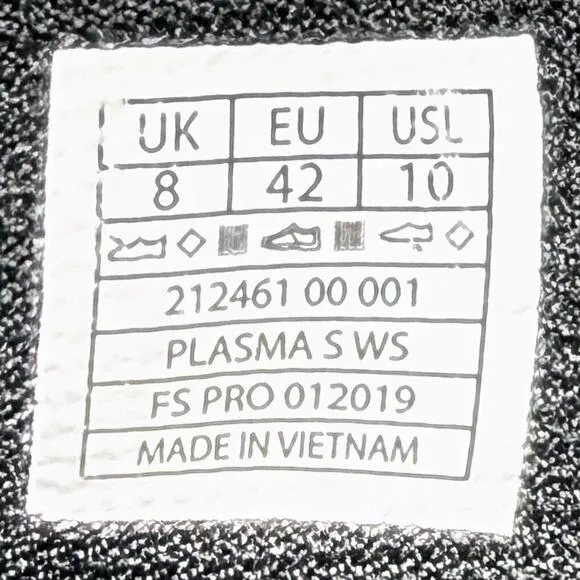 UK EU USL
8 42 10
212461 00 001
PLASMA S WS
FS PRO 012019
MADE IN VIETNAM